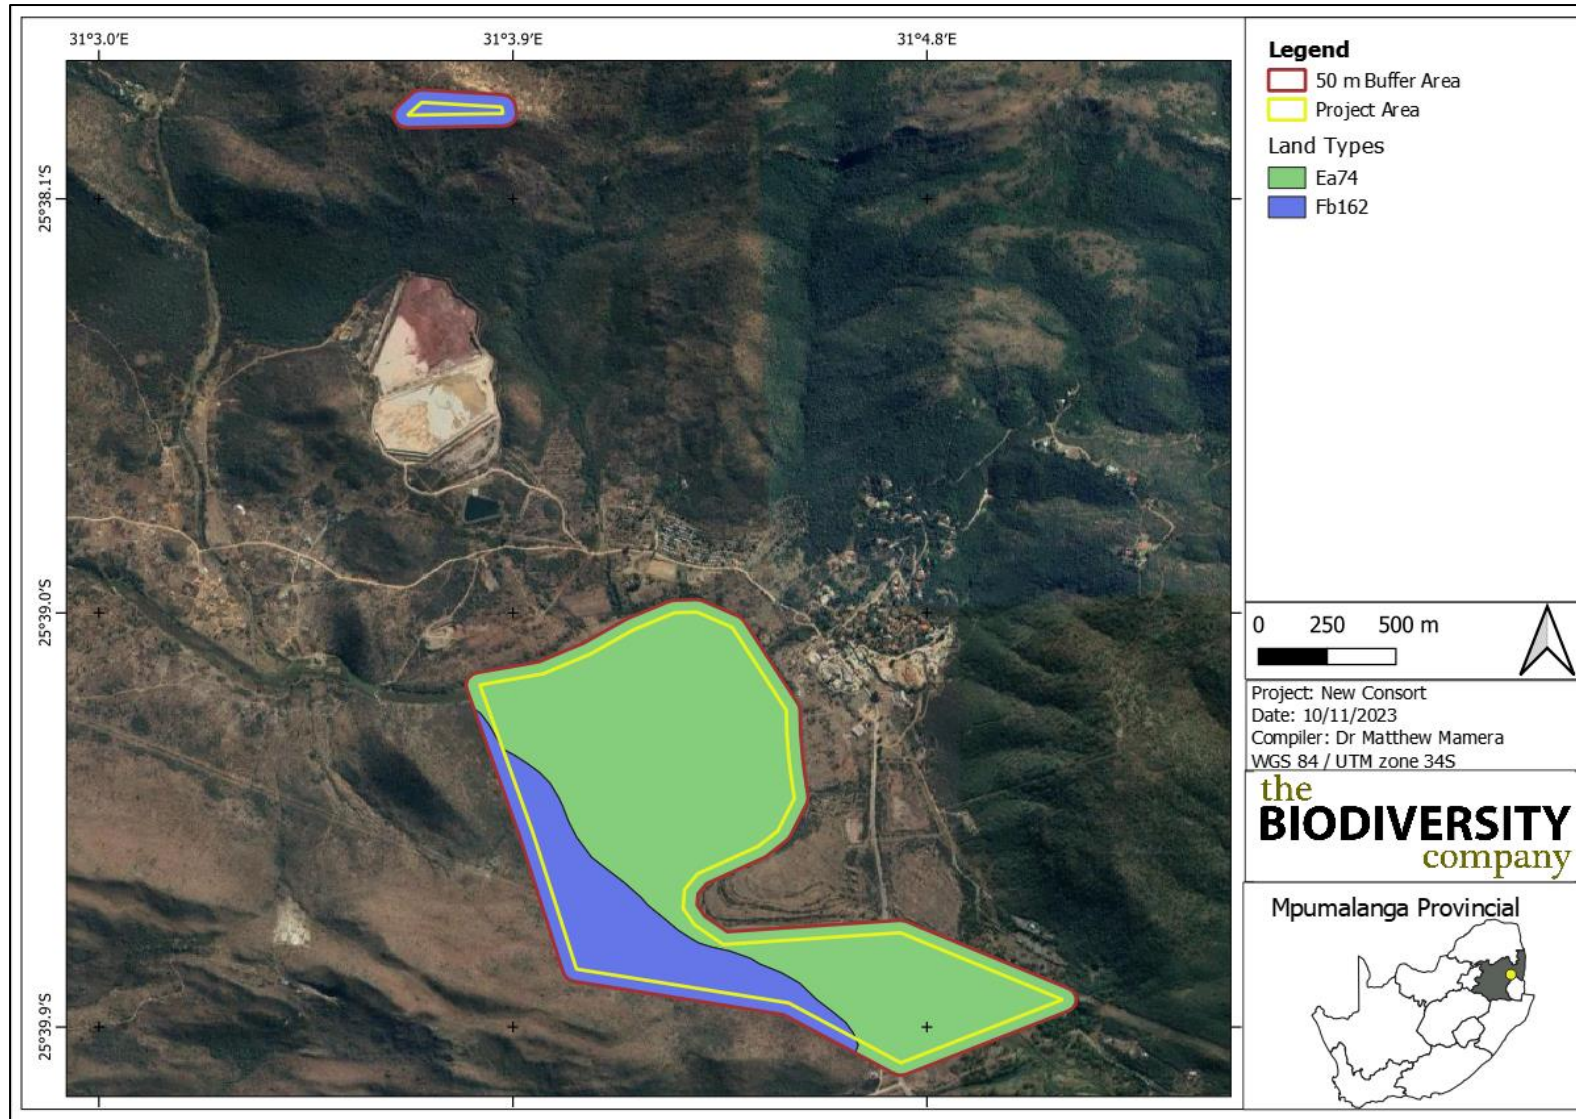 31°3.0'E 31°3.9'E 31°4.8'E
25°38.1'S
25°39.0'S
25°39.9'S
Legend
50 m Buffer Area
Project Area
Land Types
Ea74
Fb162
0 250 500 m
Project: New Consort
Date: 10/11/2023
Compiler: Dr Matthew Mamera
WGS 84 / UTM zone 34S
the
BIODIVERSITY
company
Mpumalanga Provincial